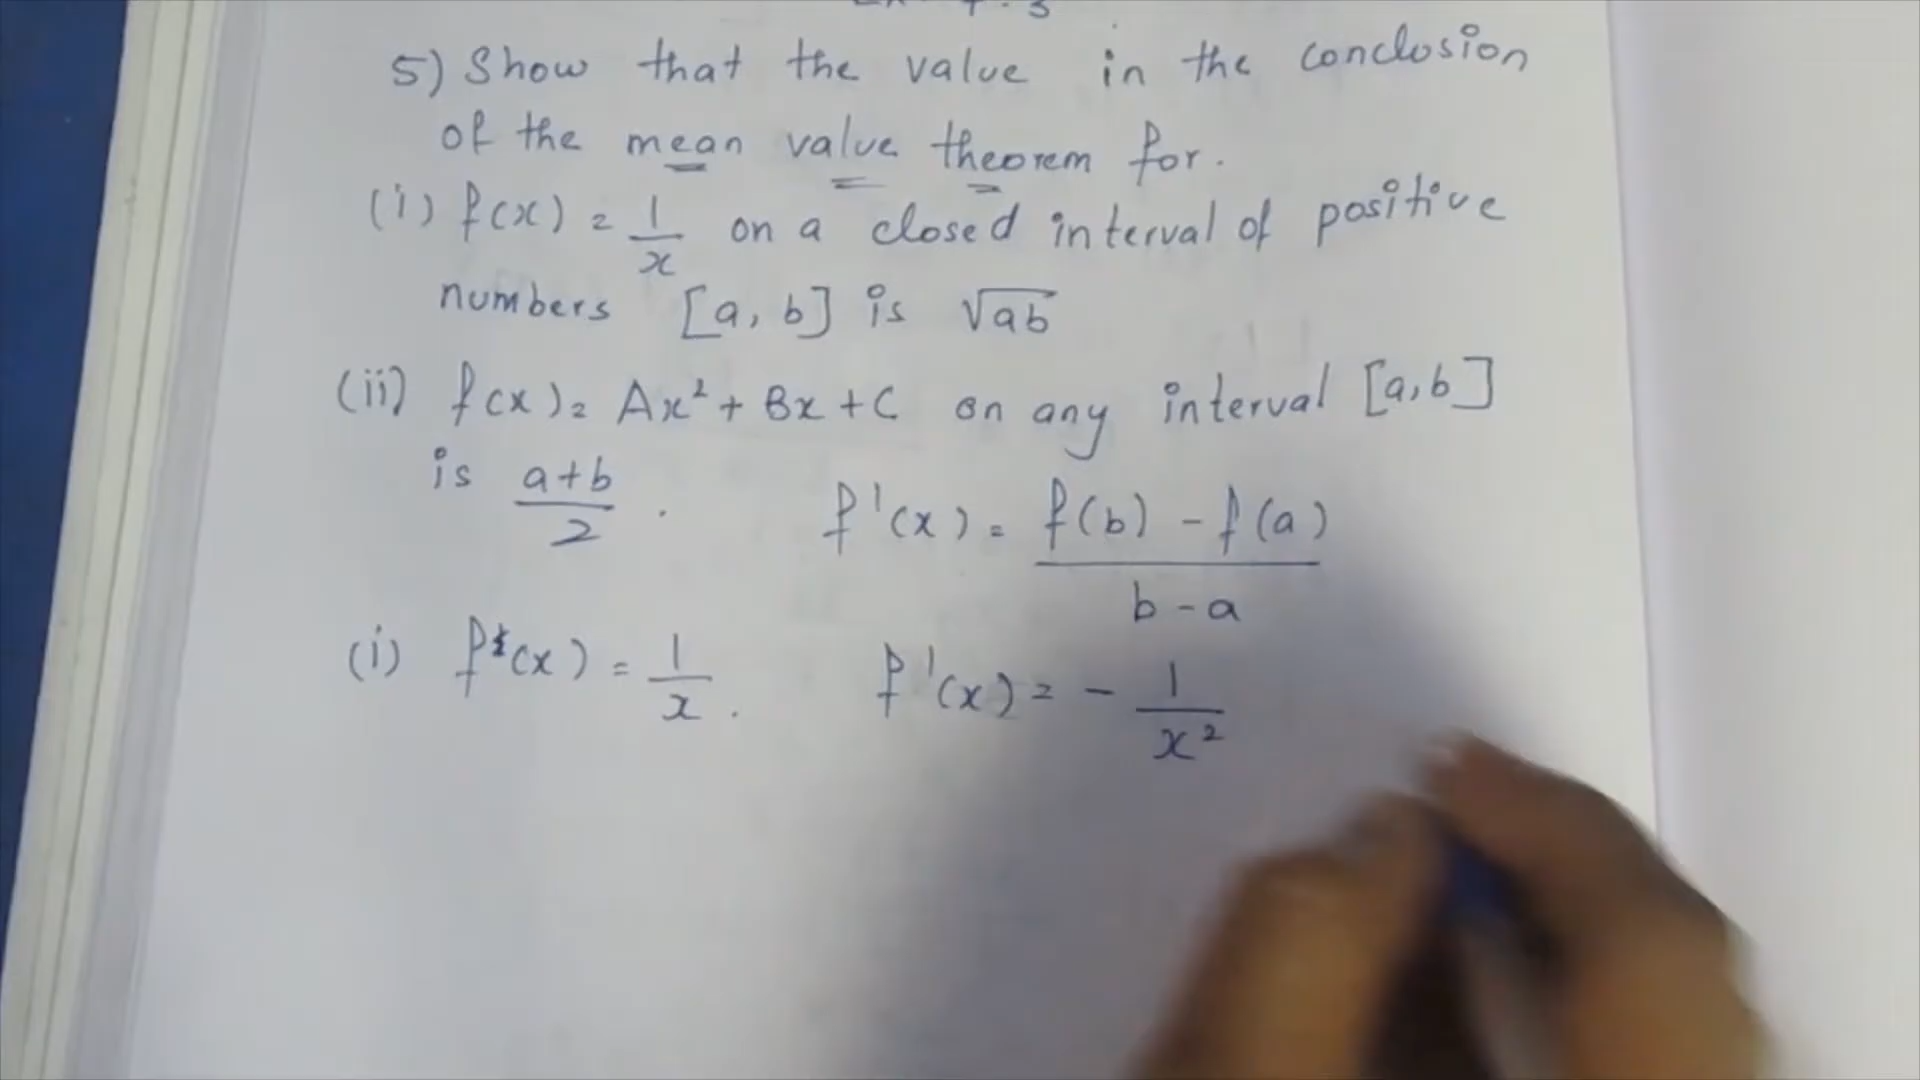 5) Show that the value in the conclusion
of the mean value theorem for.
(i) f(x) = 1/x on a closed interval of positive
numbers [a, b] is √ab
(ii) f(x) = Ax² + Bx + C on any interval [a,b]
is a+b/2 .
f'(x) = f(b) - f(a) / b - a
(i) f(x) = 1/x .
f'(x) = - 1/x²